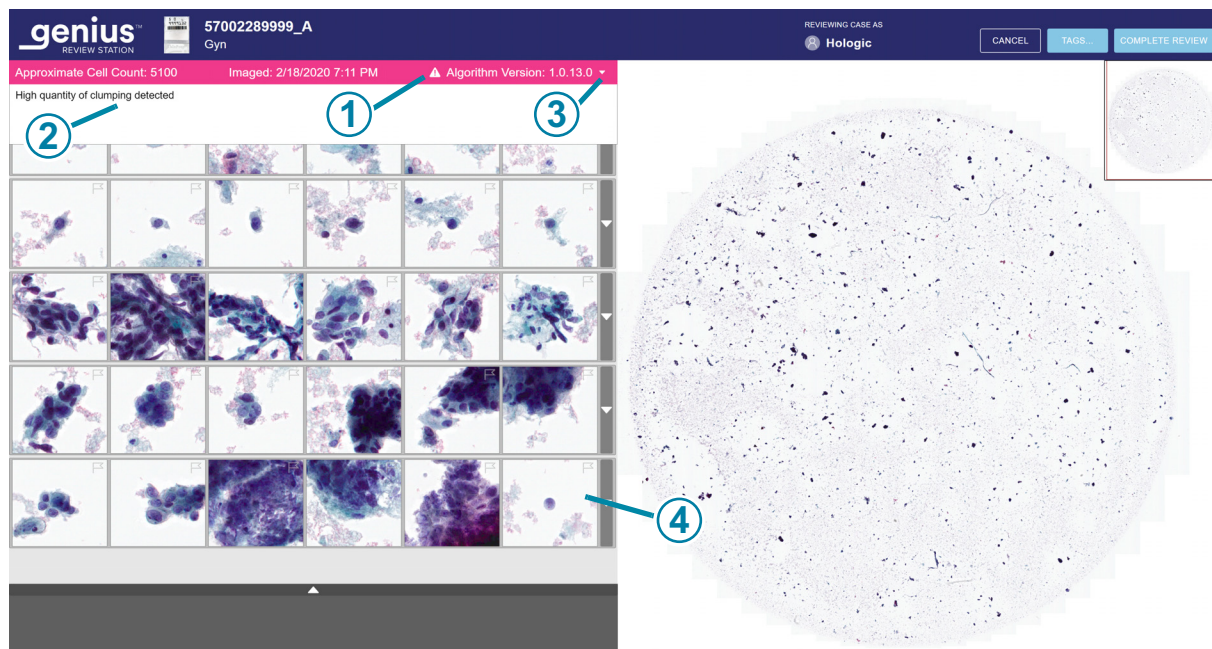 genius™
REVIEW STATION
57002289999_A
Gyn
REVIEWING CASE AS
Hologic
CANCEL
TAGS...
COMPLETE REVIEW
Approximate Cell Count: 5100
Imaged: 2/18/2020 7:11 PM
Algorithm Version: 1.0.13.0
High quantity of clumping detected
1
2
3
4